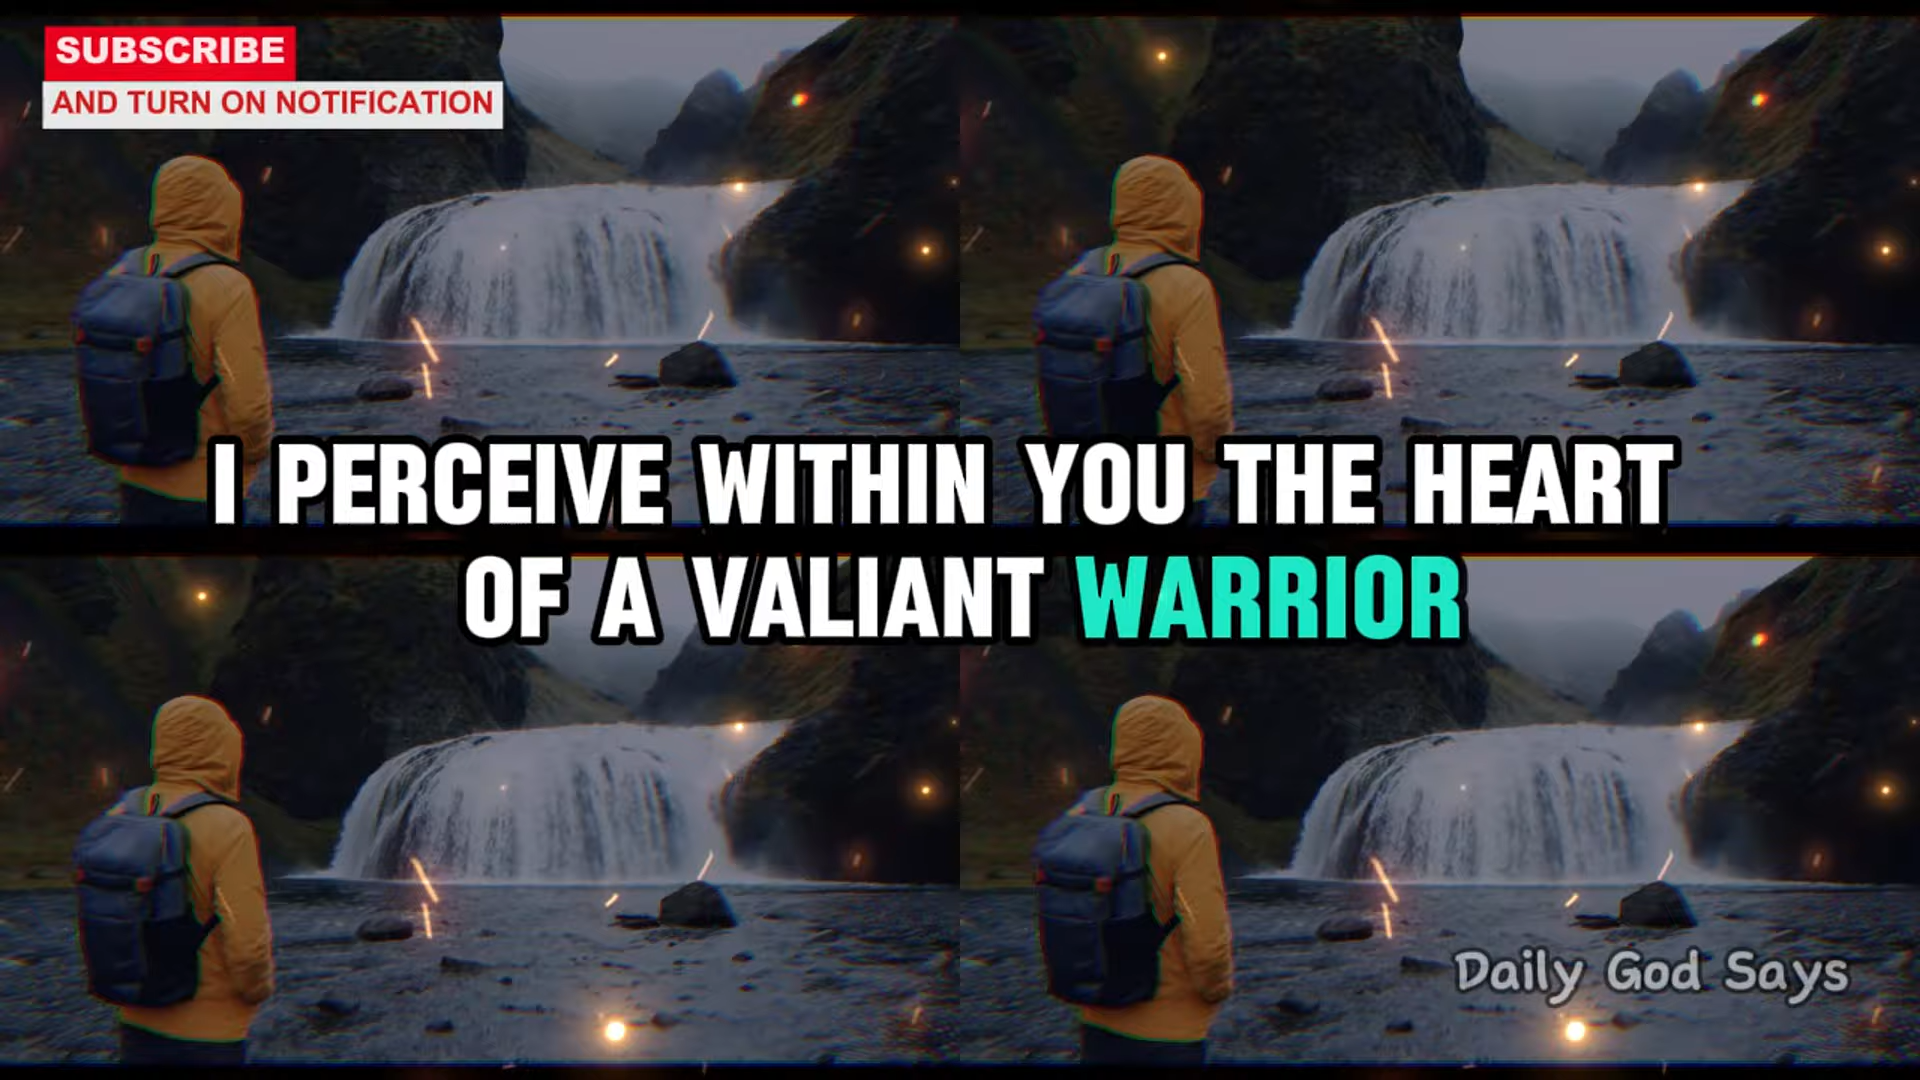 SUBSCRIBE
AND TURN ON NOTIFICATION
I PERCEIVE WITHIN YOU THE HEART
OF A VALIANT WARRIOR
Daily God Says